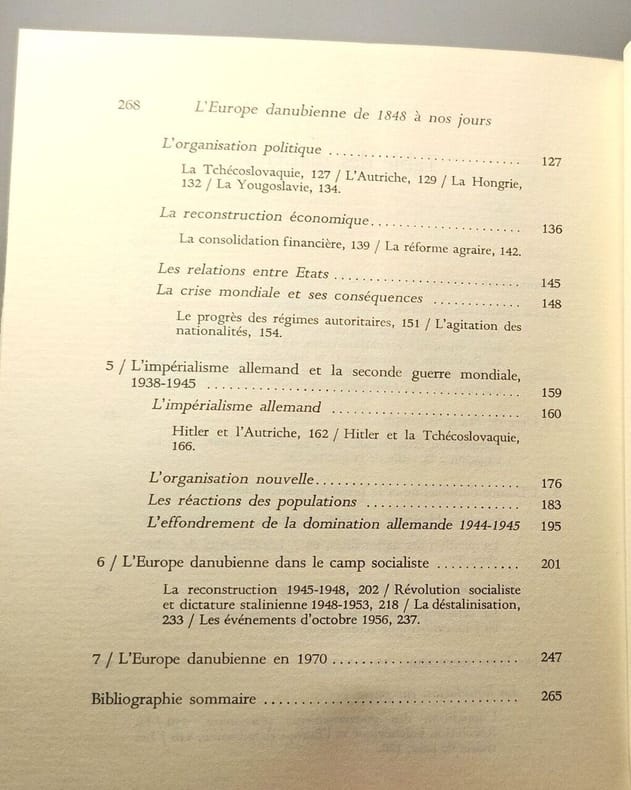 268 L'Europe danubienne de 1848 à nos jours
L'organisation politique .......................... 127
La Tchécoslovaquie, 127 / L'Autriche, 129 / La Hongrie,
132 / La Yougoslavie, 134.
La reconstruction économique...................... 136
La consolidation financière, 139 / La réforme agraire, 142.
Les relations entre Etats ......................... 145
La crise mondiale et ses conséquences ............. 148
Le progrès des régimes autoritaires, 151 / L'agitation des
nationalités, 154.
5 / L'impérialisme allemand et la seconde guerre mondiale,
1938-1945 ........................................ 159
L'impérialisme allemand ........................... 160
Hitler et l'Autriche, 162 / Hitler et la Tchécoslovaquie,
166.
L'organisation nouvelle............................ 176
Les réactions des populations ..................... 183
L'effondrement de la domination allemande 1944-1945 195
6 / L'Europe danubienne dans le camp socialiste ............ 201
La reconstruction 1945-1948, 202 / Révolution socialiste
et dictature stalinienne 1948-1953, 218 / La déstalinisation,
233 / Les événements d'octobre 1956, 237.
7 / L'Europe danubienne en 1970 ........................... 247
Bibliographie sommaire .................................. 265